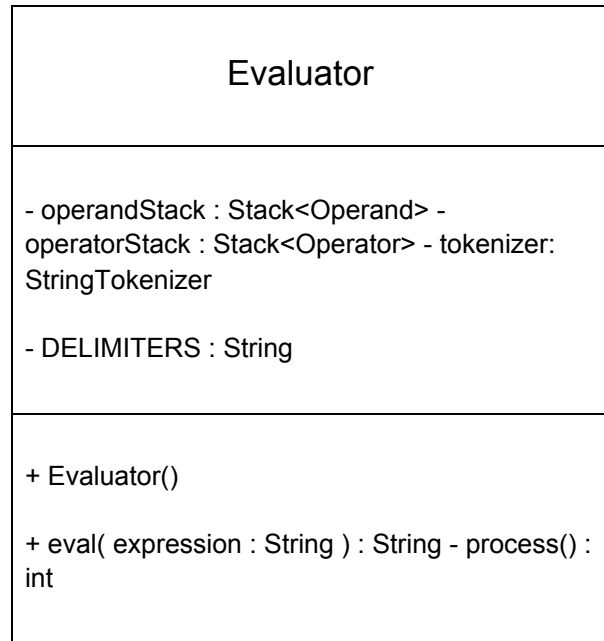 Evaluator
- operandStack : Stack<Operand> -
operatorStack : Stack<Operator> - tokenizer:
StringTokenizer
- DELIMITERS : String
+ Evaluator()
+ eval( expression : String ) : String - process() :
int